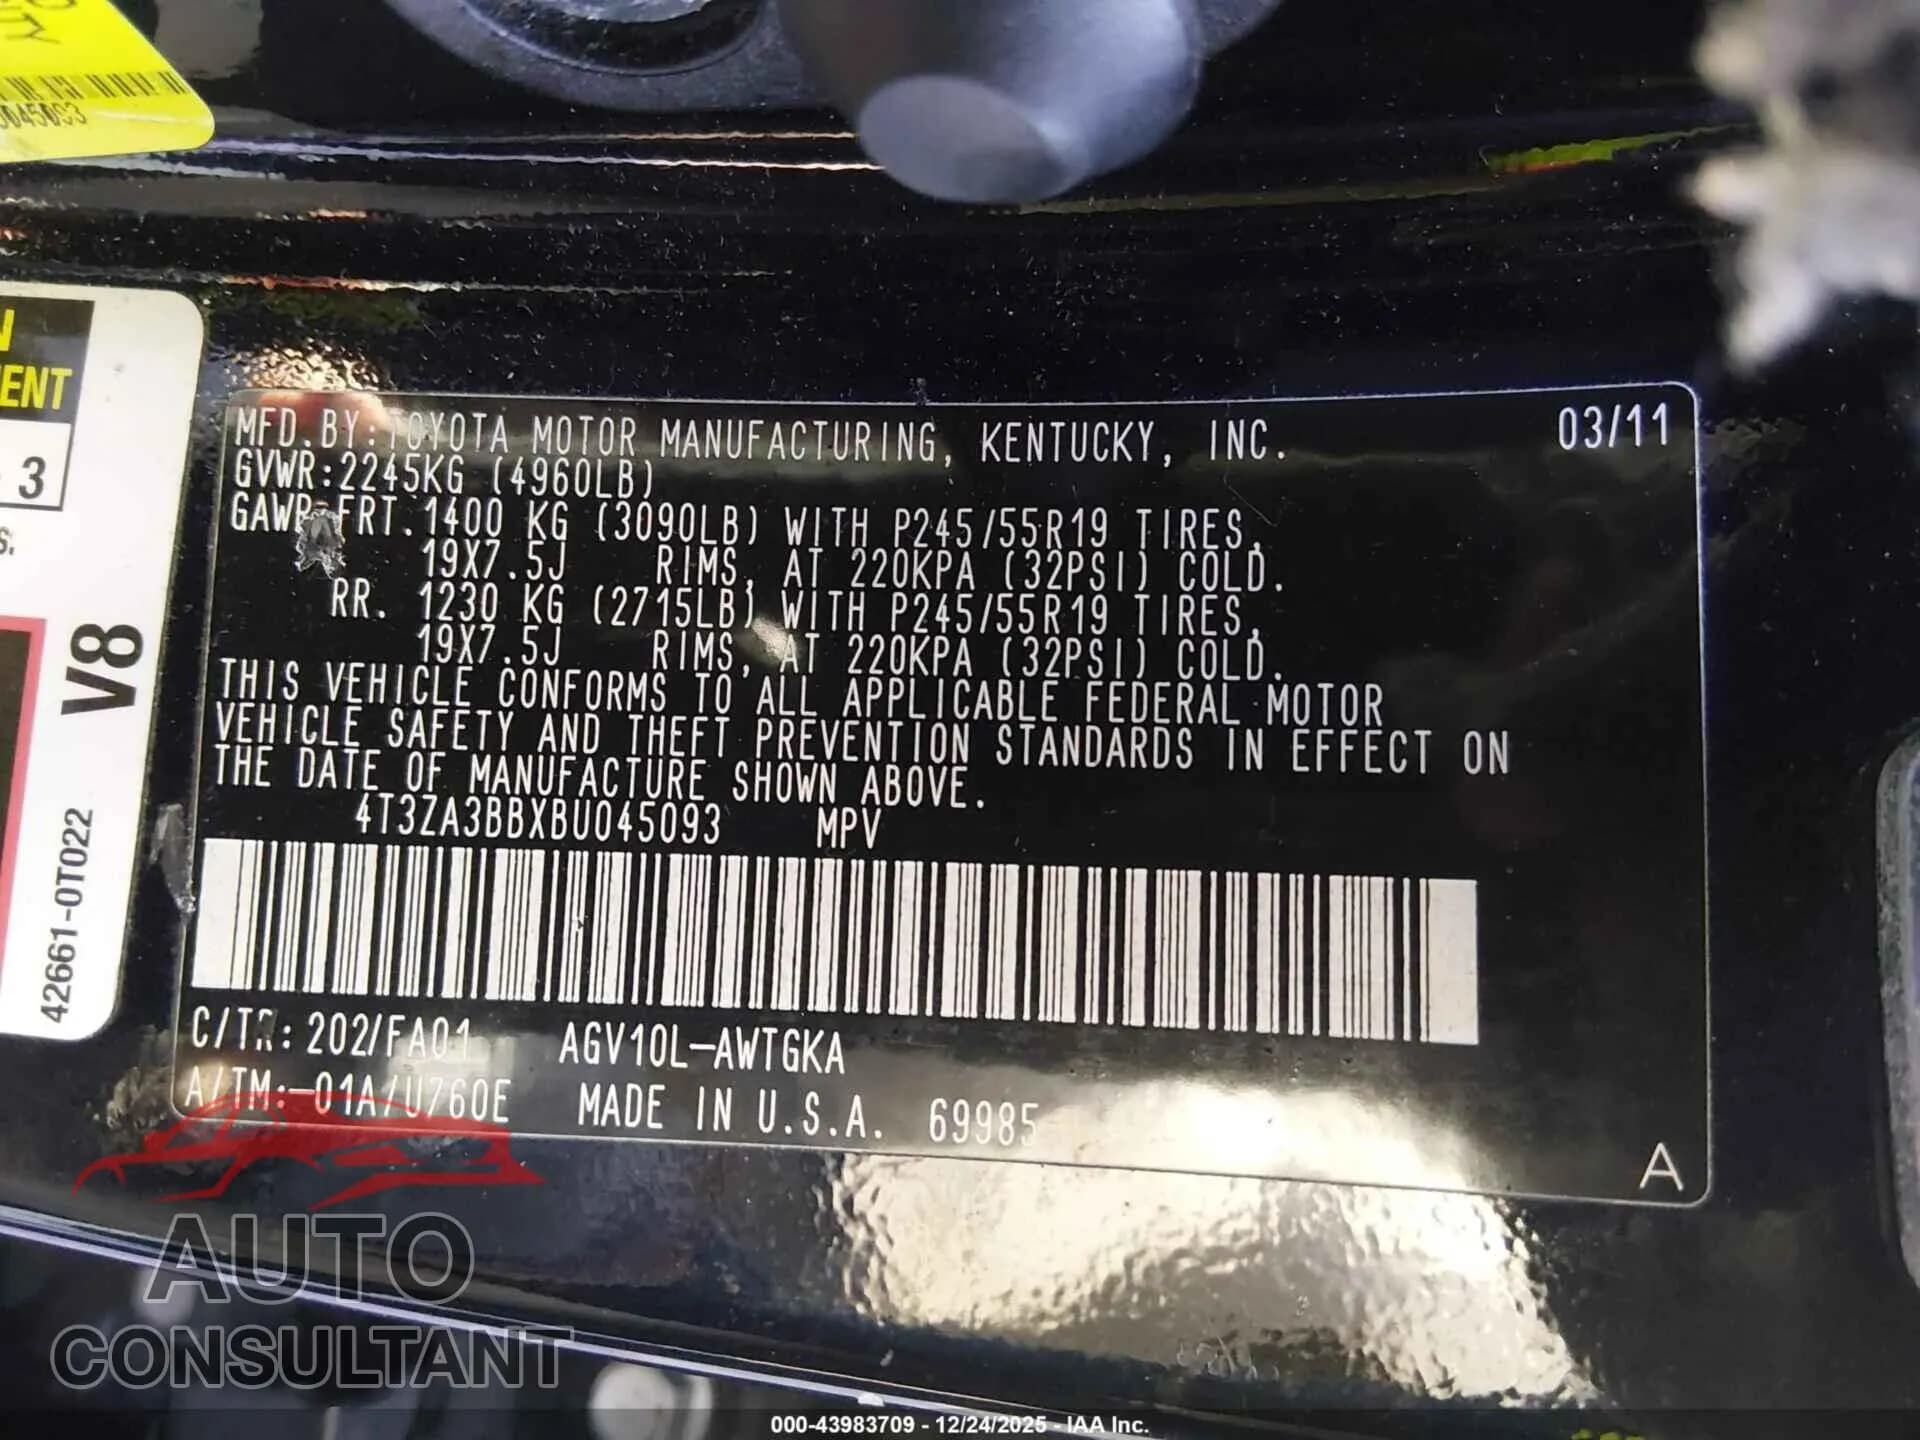 045093
N
ENT
3
S.
V8
42661-0T022
MFD.BY:TOYOTA MOTOR MANUFACTURING, KENTUCKY, INC. 03/11
GVWR:2245KG (4960LB)
GAWR FRT.1400 KG (3090LB) WITH P245/55R19 TIRES,
19X7.5J RIMS, AT 220KPA (32PSI) COLD.
RR. 1230 KG (2715LB) WITH P245/55R19 TIRES,
19X7.5J RIMS, AT 220KPA (32PSI) COLD.
THIS VEHICLE CONFORMS TO ALL APPLICABLE FEDERAL MOTOR
VEHICLE SAFETY AND THEFT PREVENTION STANDARDS IN EFFECT ON
THE DATE OF MANUFACTURE SHOWN ABOVE.
4T3ZA3BBXBU045093 MPV
C/TR: 202/FA01 AGV10L-AWTGKA
A/TM:-01A/U760E MADE IN U.S.A. 69985
A
AUTO
CONSULTANT
000-43983709 - 12/24/2025 - IAA Inc.